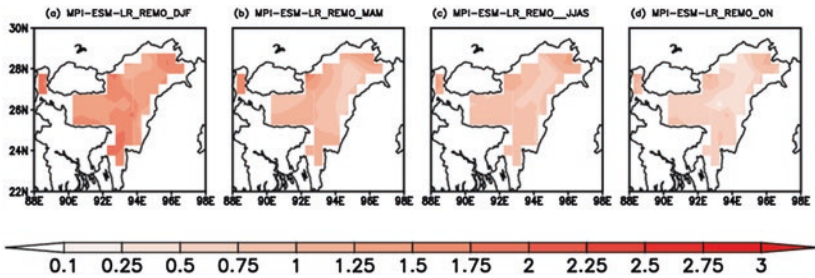 (a) MPI-ESM-LR_REMO_DJF (b) MPI-ESM-LR_REMO_MAM (c) MPI-ESM-LR_REMO__JJAS (d) MPI-ESM-LR_REMO_ON
30N
28N
26N
24N
22N
88E 90E 92E 94E 96E 98E 88E 90E 92E 94E 96E 98E 88E 90E 92E 94E 96E 98E 88E 90E 92E 94E 96E 98E
0.1 0.25 0.5 0.75 1 1.25 1.5 1.75 2 2.25 2.5 2.75 3